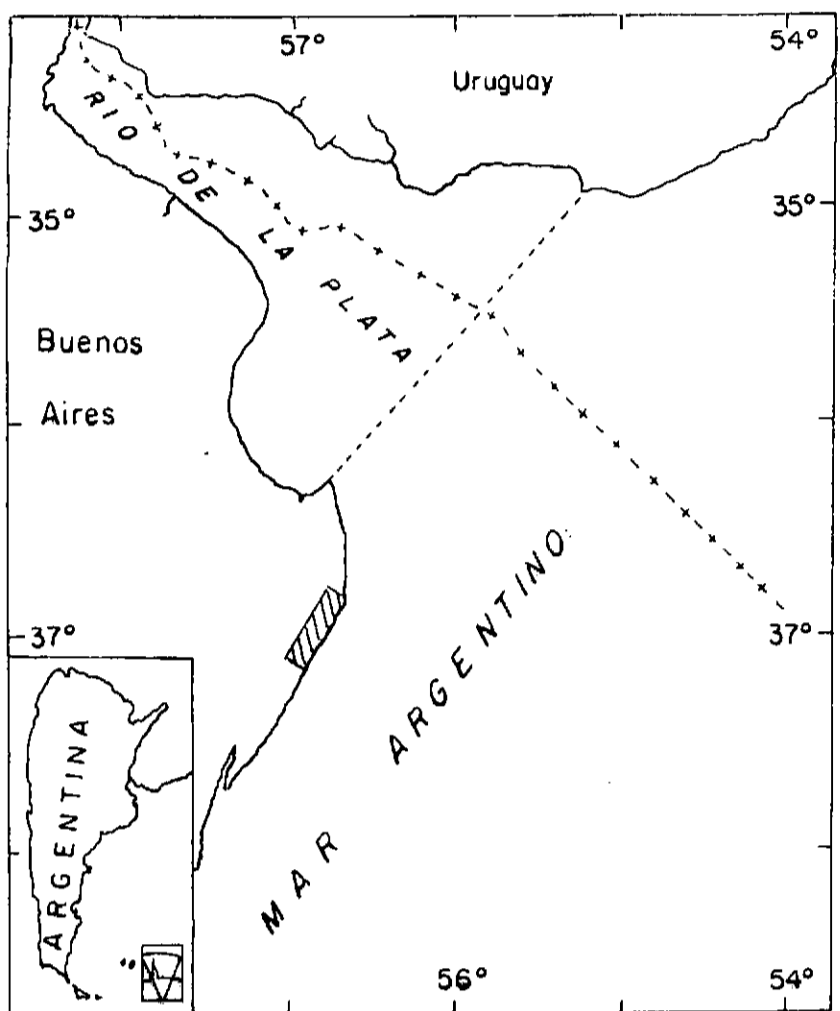 57°
54°
Uruguay
RIO DE LA PLATA
35°
35°
Buenos
Aires
MAR ARGENTINO
37°
37°
ARGENTINA
56°
54°